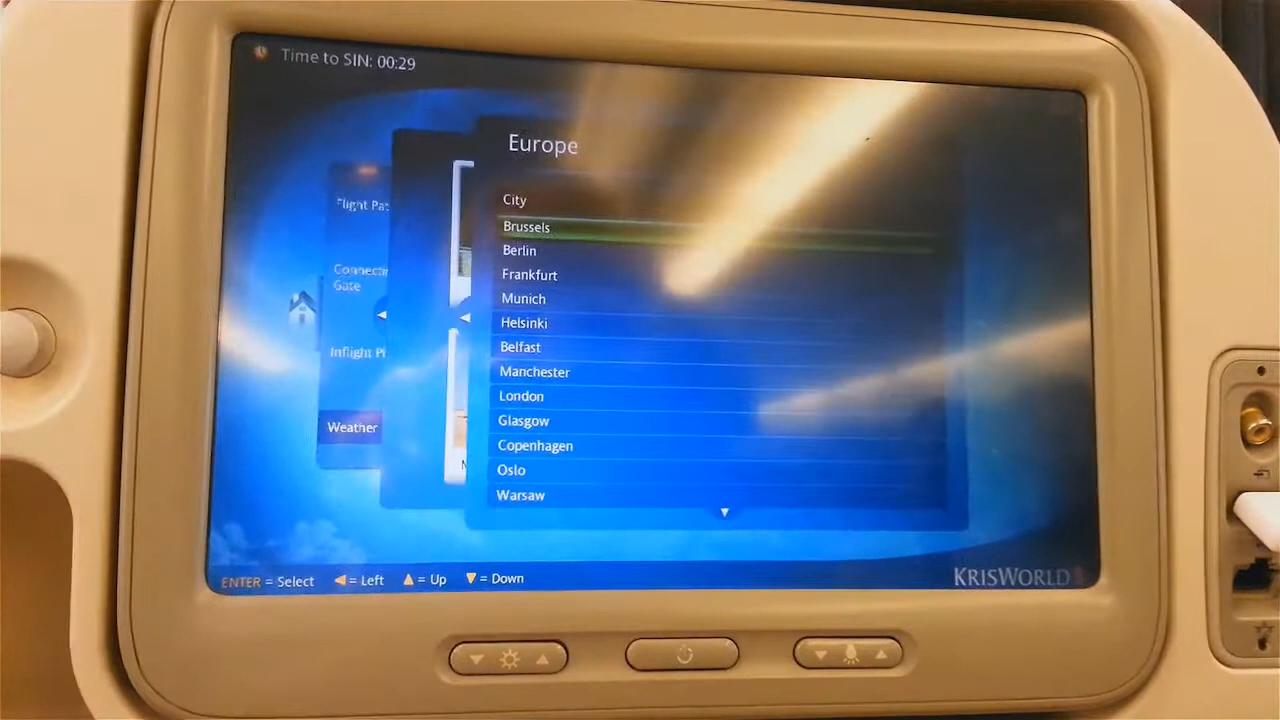 Time to SIN: 00:29
Europe
City
Brussels
Berlin
Frankfurt
Munich
Helsinki
Belfast
Manchester
London
Glasgow
Copenhagen
Oslo
Warsaw
Flight Pat
Connectin
Gate
Inflight Pr
Weather
ENTER = Select ◀ = Left ▲ = Up ▼ = Down
KRISWORLD